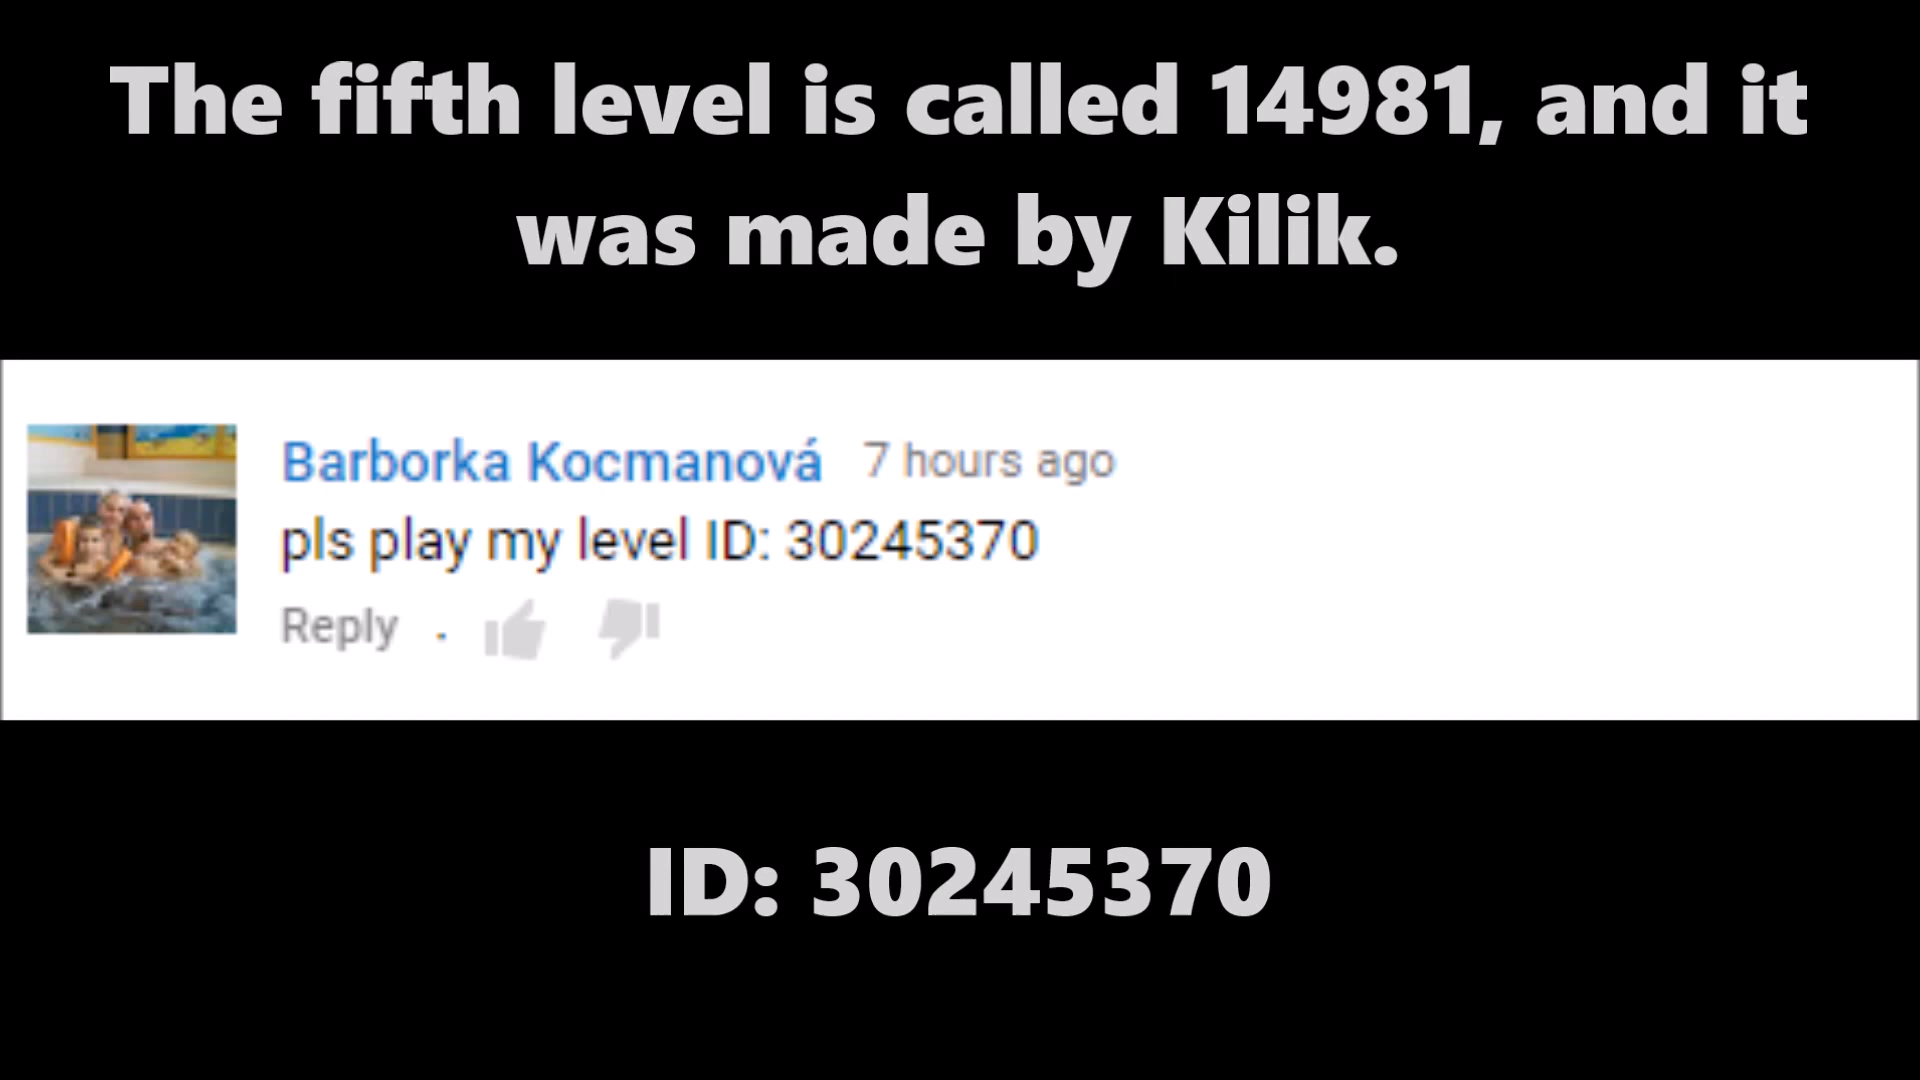 The fifth level is called 14981, and it
was made by Kilik.
Barborka Kocmanová 7 hours ago
pls play my level ID: 30245370
Reply
ID: 30245370